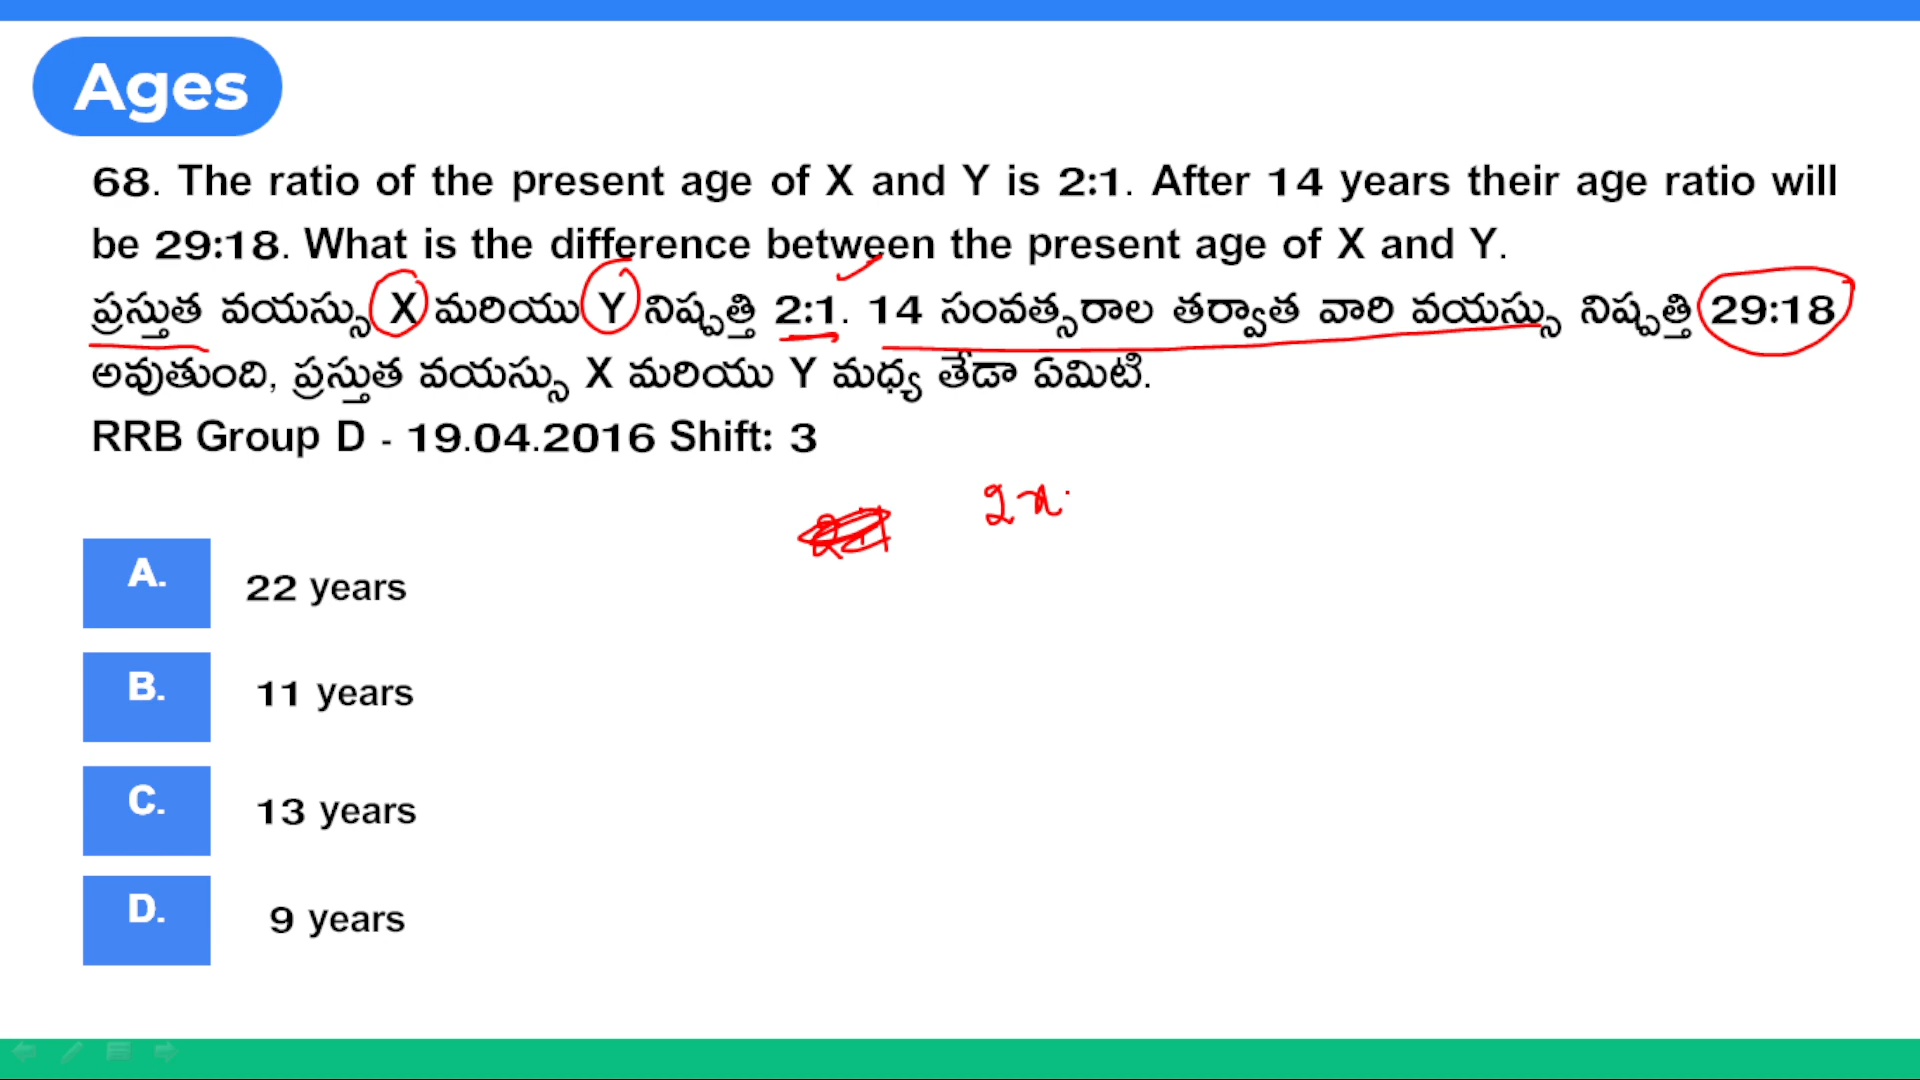 Ages
68. The ratio of the present age of X and Y is 2:1. After 14 years their age ratio will
be 29:18. What is the difference between the present age of X and Y.
ప్రస్తుత వయస్సు X మరియు Y నిష్పత్తి 2:1. 14 సంవత్సరాల తర్వాత వారి వయస్సు నిష్పత్తి 29:18
అవుతుంది, ప్రస్తుత వయస్సు X మరియు Y మధ్య తేడా ఏమిటి.
RRB Group D - 19.04.2016 Shift: 3
2x
A. 22 years
B. 11 years
C. 13 years
D. 9 years